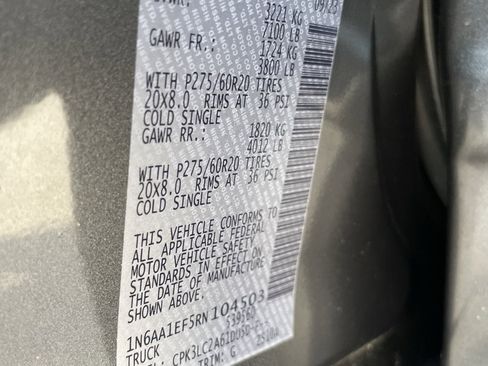 3221 KG
09/23
7100 LB
GAWR FR.: 1724 KG
3800 LB
WITH P275/60R20 TIRES
20X8.0 RIMS AT 36 PSI
COLD SINGLE
GAWR RR.: 1820 KG
4012 LB
WITH P275/60R20 TIRES
20X8.0 RIMS AT 36 PSI
COLD SINGLE
THIS VEHICLE CONFORMS TO
ALL APPLICABLE FEDERAL
MOTOR VEHICLE SAFETY
STANDARDS IN EFFECT ON
THE DATE OF MANUFACTURE
SHOWN ABOVE.
1N6AA1EF5RN104503
TRUCK
TRIM: G